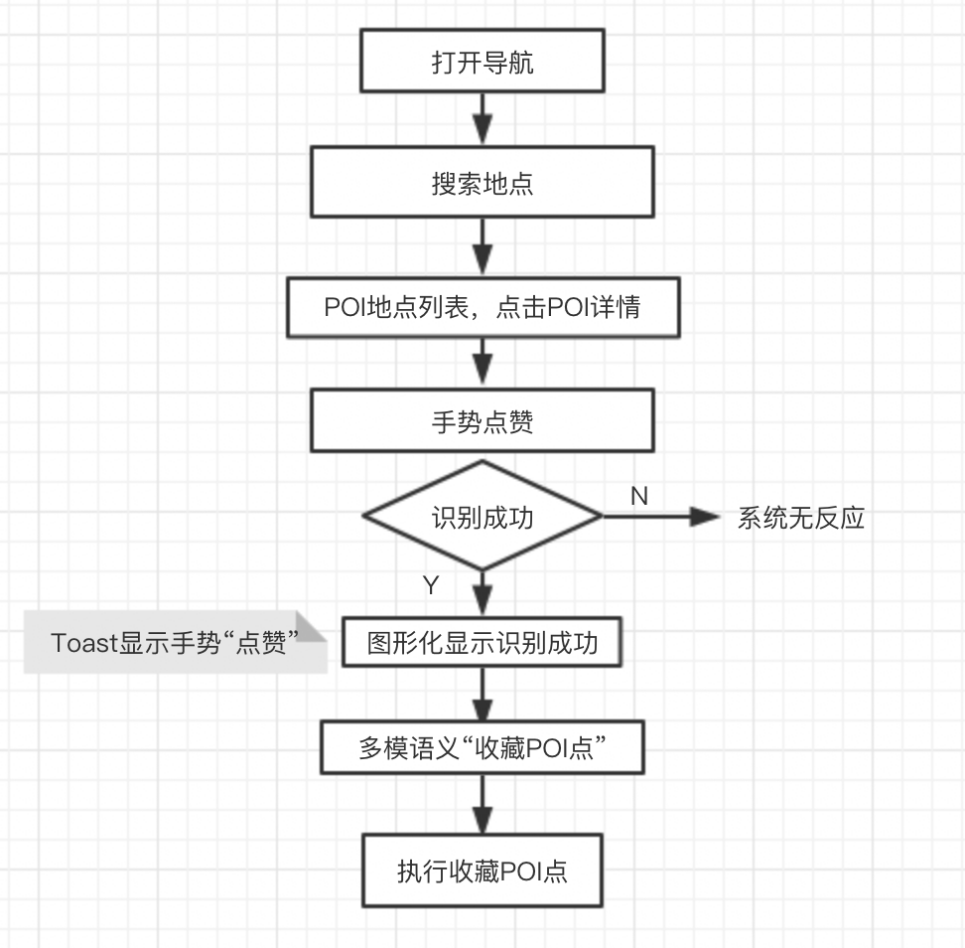 打开导航
搜索地点
POI地点列表，点击POI详情
手势点赞
识别成功
N
系统无反应
Y
Toast显示手势“点赞”
图形化显示识别成功
多模语义“收藏POI点”
执行收藏POI点